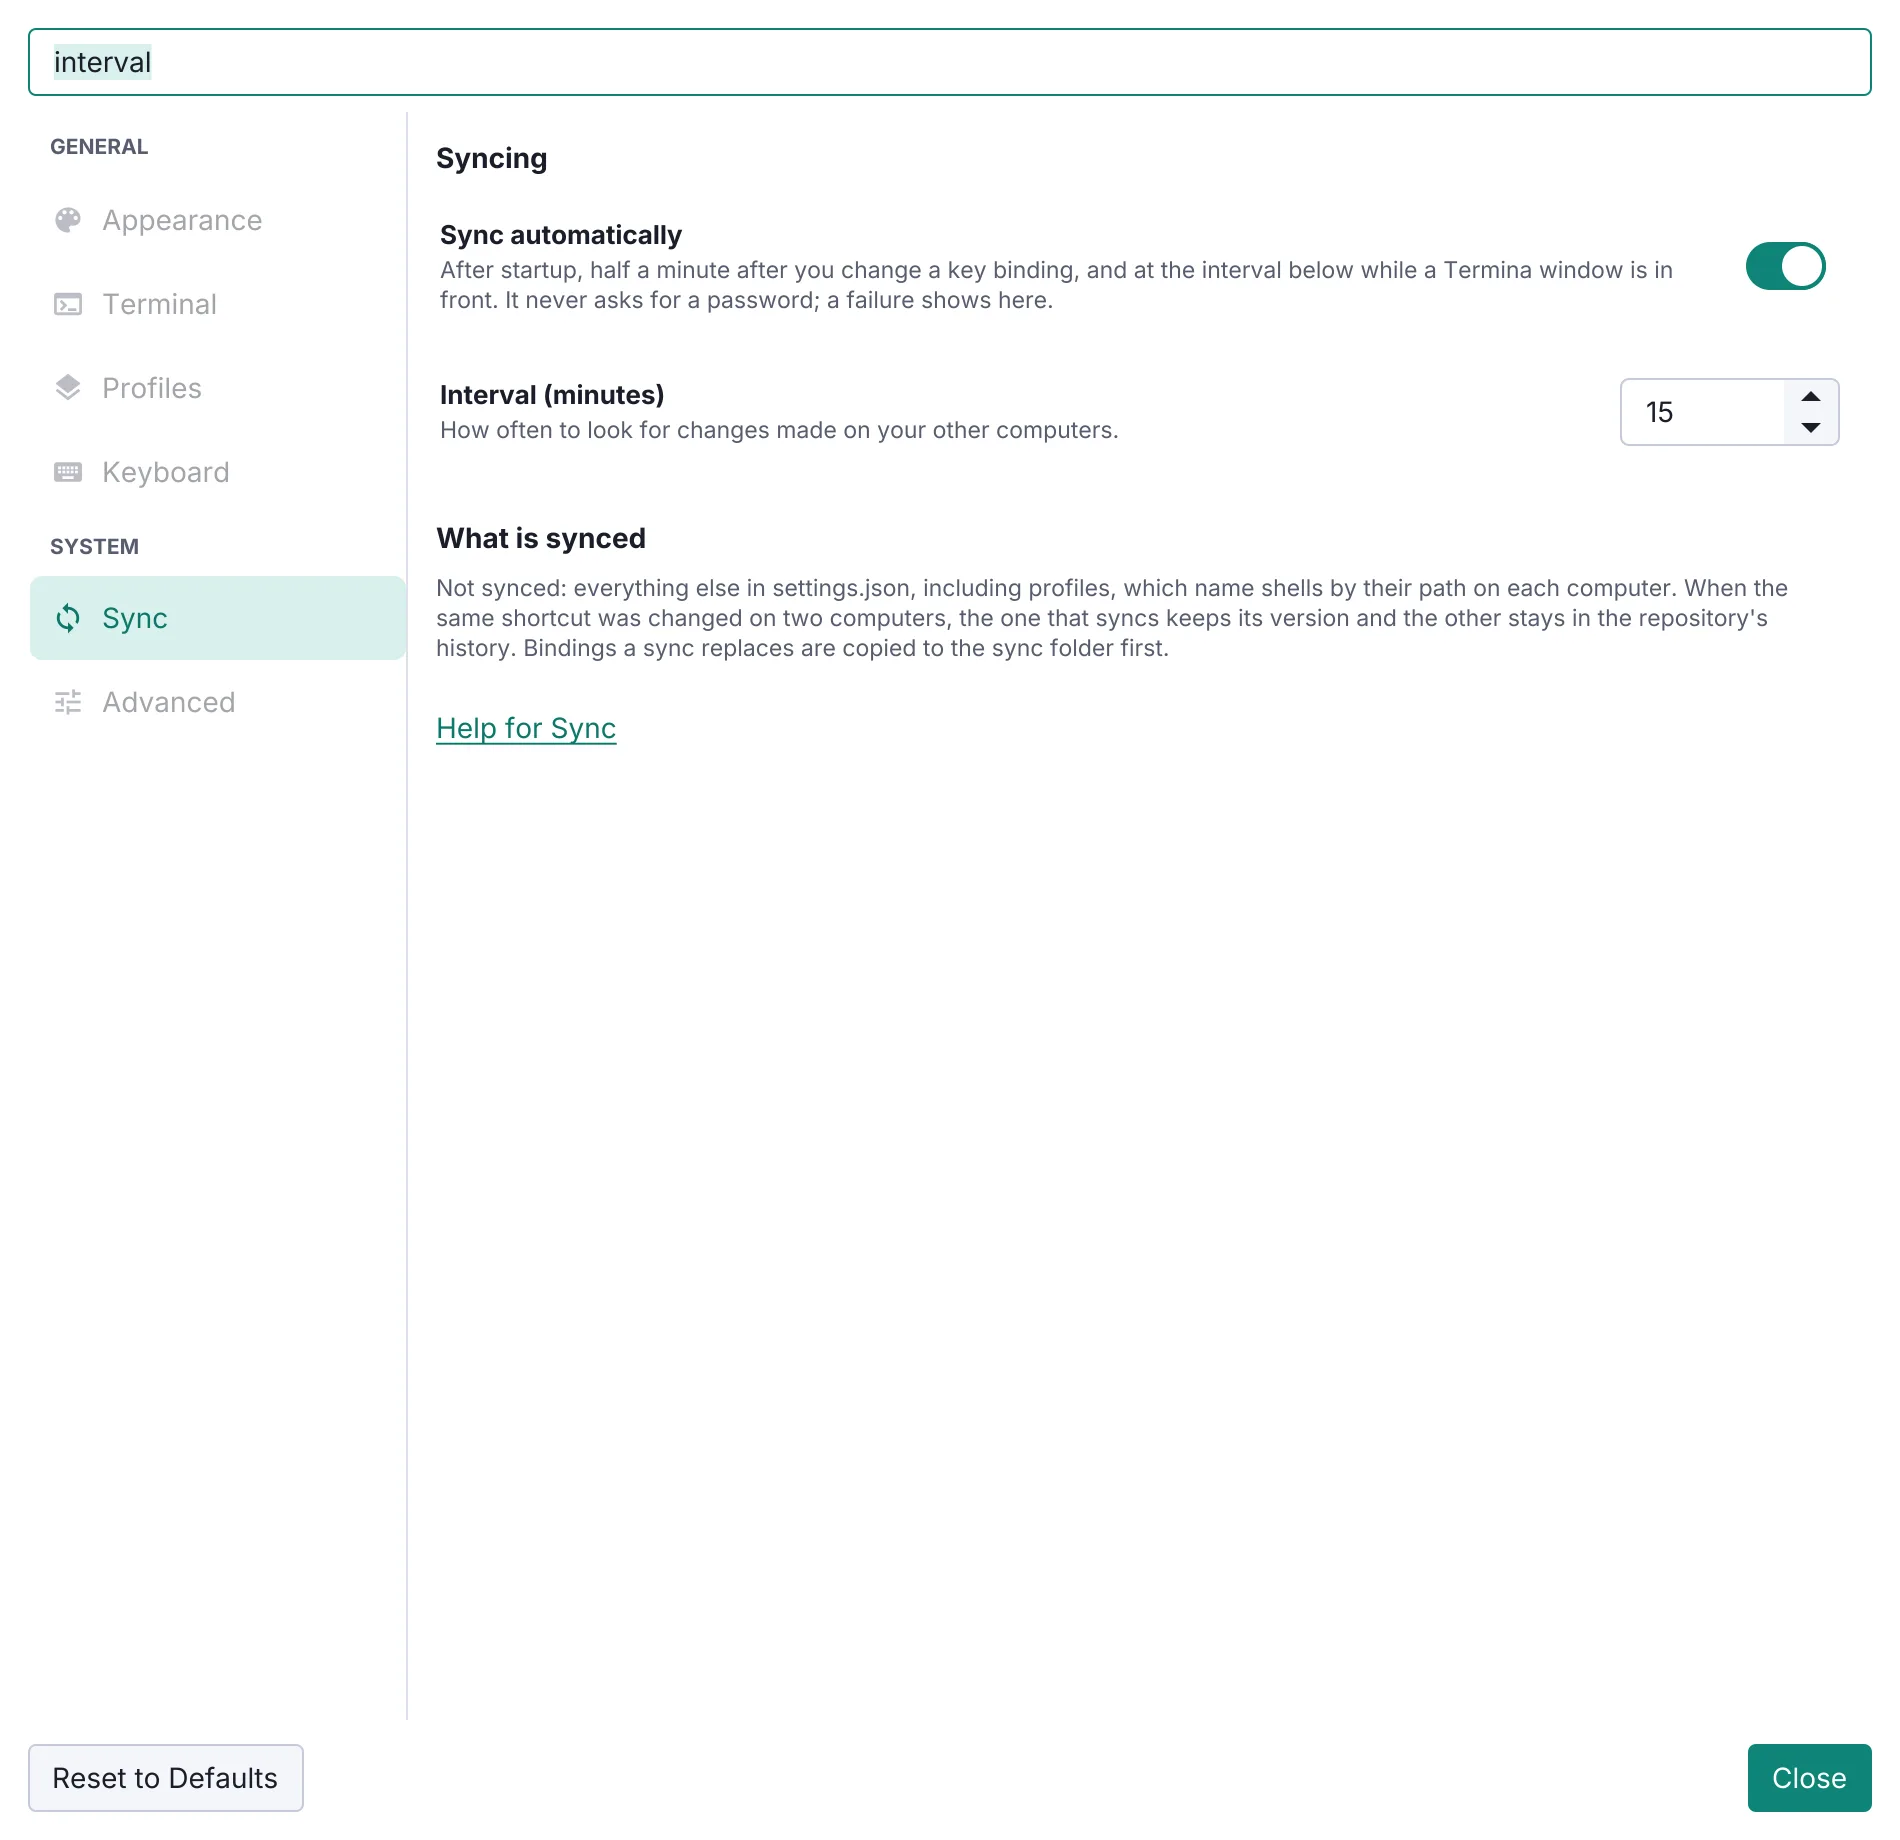 interval
GENERAL
Appearance
Terminal
Profiles
Keyboard
SYSTEM
Sync
Advanced
Syncing
Sync automatically
After startup, half a minute after you change a key binding, and at the interval below while a Termina window is in
front. It never asks for a password; a failure shows here.
Interval (minutes)
How often to look for changes made on your other computers.
15
What is synced
Not synced: everything else in settings.json, including profiles, which name shells by their path on each computer. When the
same shortcut was changed on two computers, the one that syncs keeps its version and the other stays in the repository's
history. Bindings a sync replaces are copied to the sync folder first.
Help for Sync
Reset to Defaults
Close